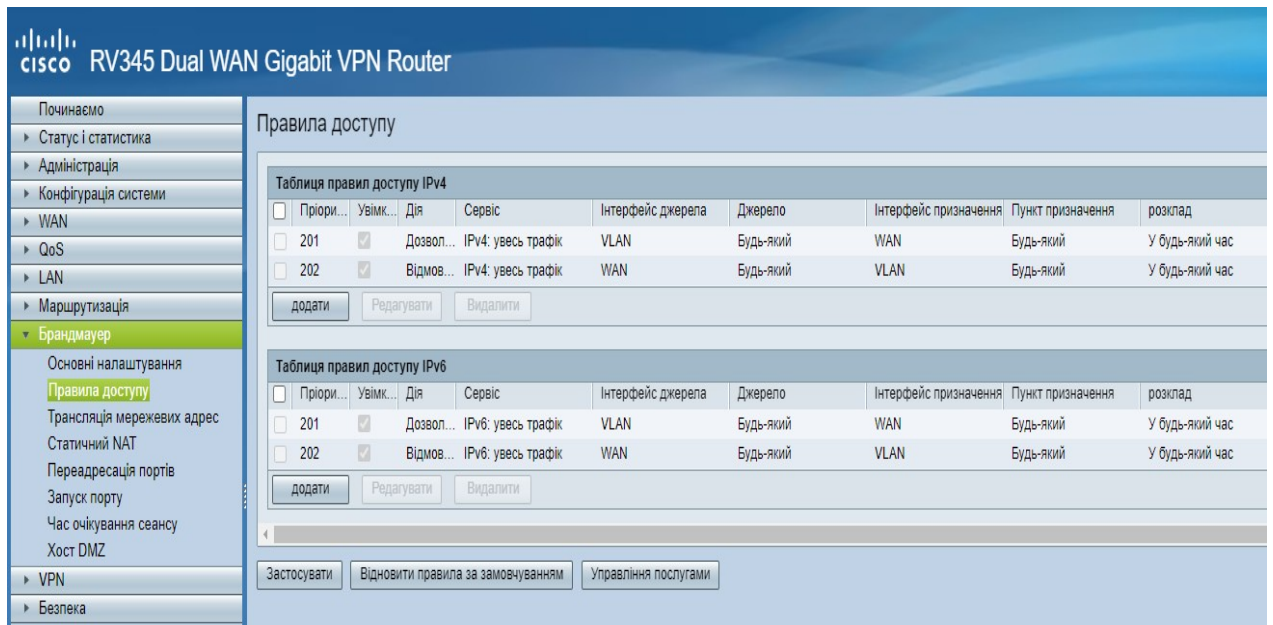 CISCO RV345 Dual WAN Gigabit VPN Router
Починаємо
Статус і статистика
Адміністрація
Конфігурація системи
WAN
QoS
LAN
Маршрутизація
Брандмауер
Основні налаштування
Правила доступу
Трансляція мережевих адрес
Статичний NAT
Переадресація портів
Запуск порту
Час очікування сеансу
Хост DMZ
VPN
Безпека
Правила доступу
Таблиця правил доступу IPv4
Пріори... Увімк... Дія Сервіс Інтерфейс джерела Джерело Інтерфейс призначення Пункт призначення розклад
201 Дозвол... IPv4: увесь трафік VLAN Будь-який WAN Будь-який У будь-який час
202 Відмов... IPv4: увесь трафік WAN Будь-який VLAN Будь-який У будь-який час
додати Редагувати Видалити
Таблиця правил доступу IPv6
Пріори... Увімк... Дія Сервіс Інтерфейс джерела Джерело Інтерфейс призначення Пункт призначення розклад
201 Дозвол... IPv6: увесь трафік VLAN Будь-який WAN Будь-який У будь-який час
202 Відмов... IPv6: увесь трафік WAN Будь-який VLAN Будь-який У будь-який час
додати Редагувати Видалити
Застосувати Відновити правила за замовчуванням Управління послугами